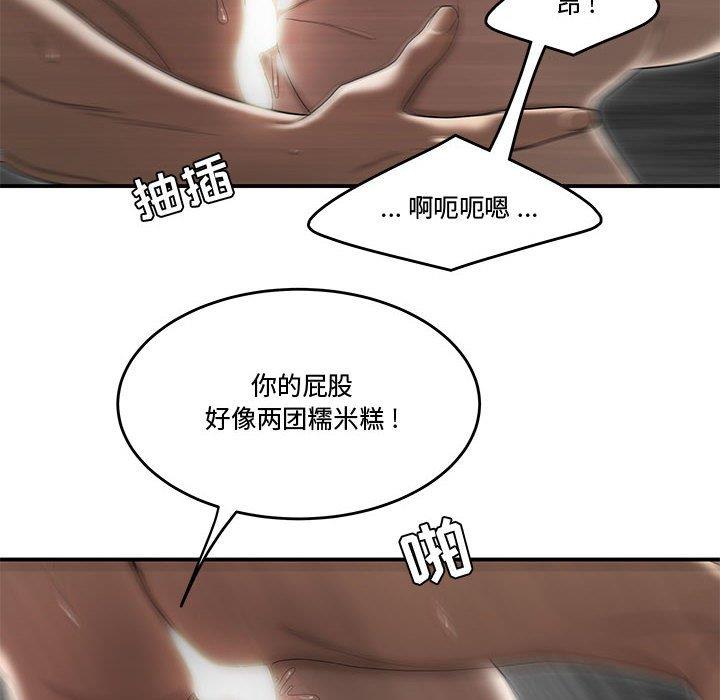 昂！
抽插
... 啊呃呃嗯 ...
你的屁股
好像两团糯米糕！
啪